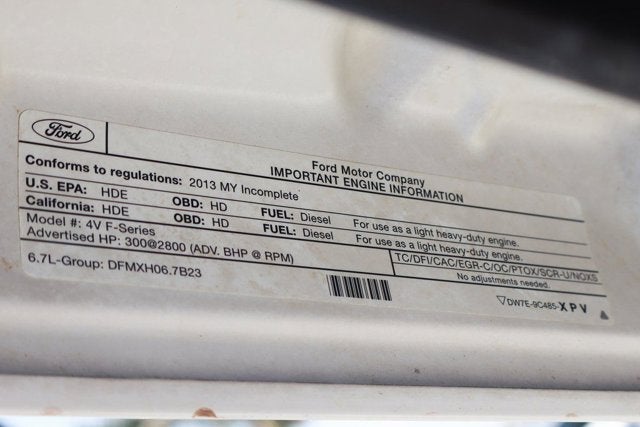 Ford
Ford Motor Company
IMPORTANT ENGINE INFORMATION
Conforms to regulations: 2013 MY Incomplete
U.S. EPA: HDE OBD: HD FUEL: Diesel For use as a light heavy-duty engine.
California: HDE OBD: HD FUEL: Diesel For use as a light heavy-duty engine.
Model #: 4V F-Series
Advertised HP: 300@2800 (ADV. BHP @ RPM)
TC/DFI/CAC/EGR-C/OC/PTOX/SCR-U/NOXS
No adjustments needed.
6.7L-Group: DFMXH06.7B23
DW7E-9C485-XPV